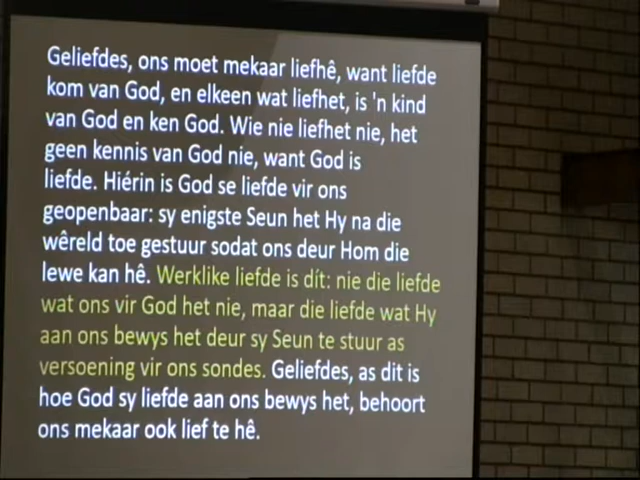 Geliefdes, ons moet mekaar liefhê, want liefde
kom van God, en elkeen wat liefhet, is 'n kind
van God en ken God. Wie nie liefhet nie, het
geen kennis van God nie, want God is
liefde. Hiérin is God se liefde vir ons
geopenbaar: sy enigste Seun het Hy na die
wêreld toe gestuur sodat ons deur Hom die
lewe kan hê. Werklike liefde is dít: nie die liefde
wat ons vir God het nie, maar die liefde wat Hy
aan ons bewys het deur sy Seun te stuur as
versoening vir ons sondes. Geliefdes, as dit is
hoe God sy liefde aan ons bewys het, behoort
ons mekaar ook lief te hê.